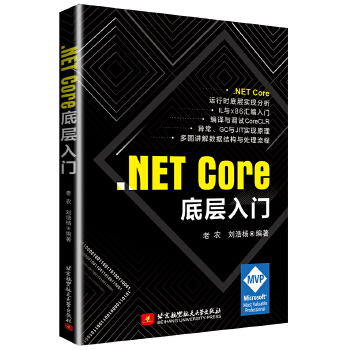 .NET Core
运行时底层实现分析
IL与x86汇编入门
编译与调试CoreCLR
异常、GC与JIT实现原理
多图讲解数据结构与处理流程
.NET Core
底层入门
老农 刘浩杨 编著
MVP
Microsoft®
Most Valuable
Professional
北京航空航天大学出版社
BEIHANG UNIVERSITY PRESS
.NET Core底层入门
老农 刘浩杨 编著
北京航空航天大学出版社